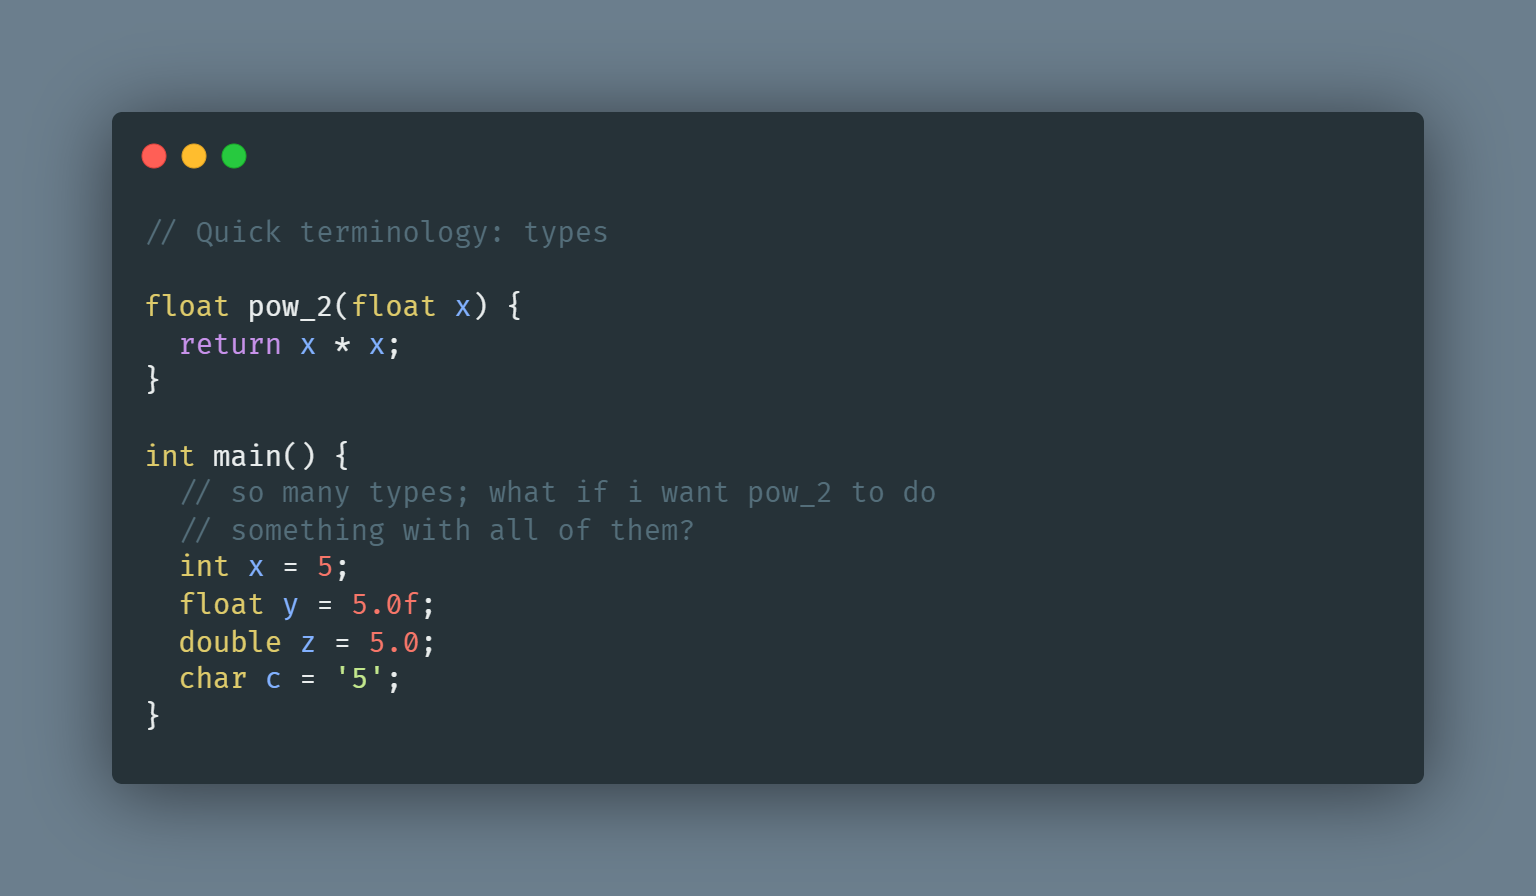 // Quick terminology: types
float pow_2(float x) {
  return x * x;
}
int main() {
  // so many types; what if i want pow_2 to do
  // something with all of them?
  int x = 5;
  float y = 5.0f;
  double z = 5.0;
  char c = '5';
}